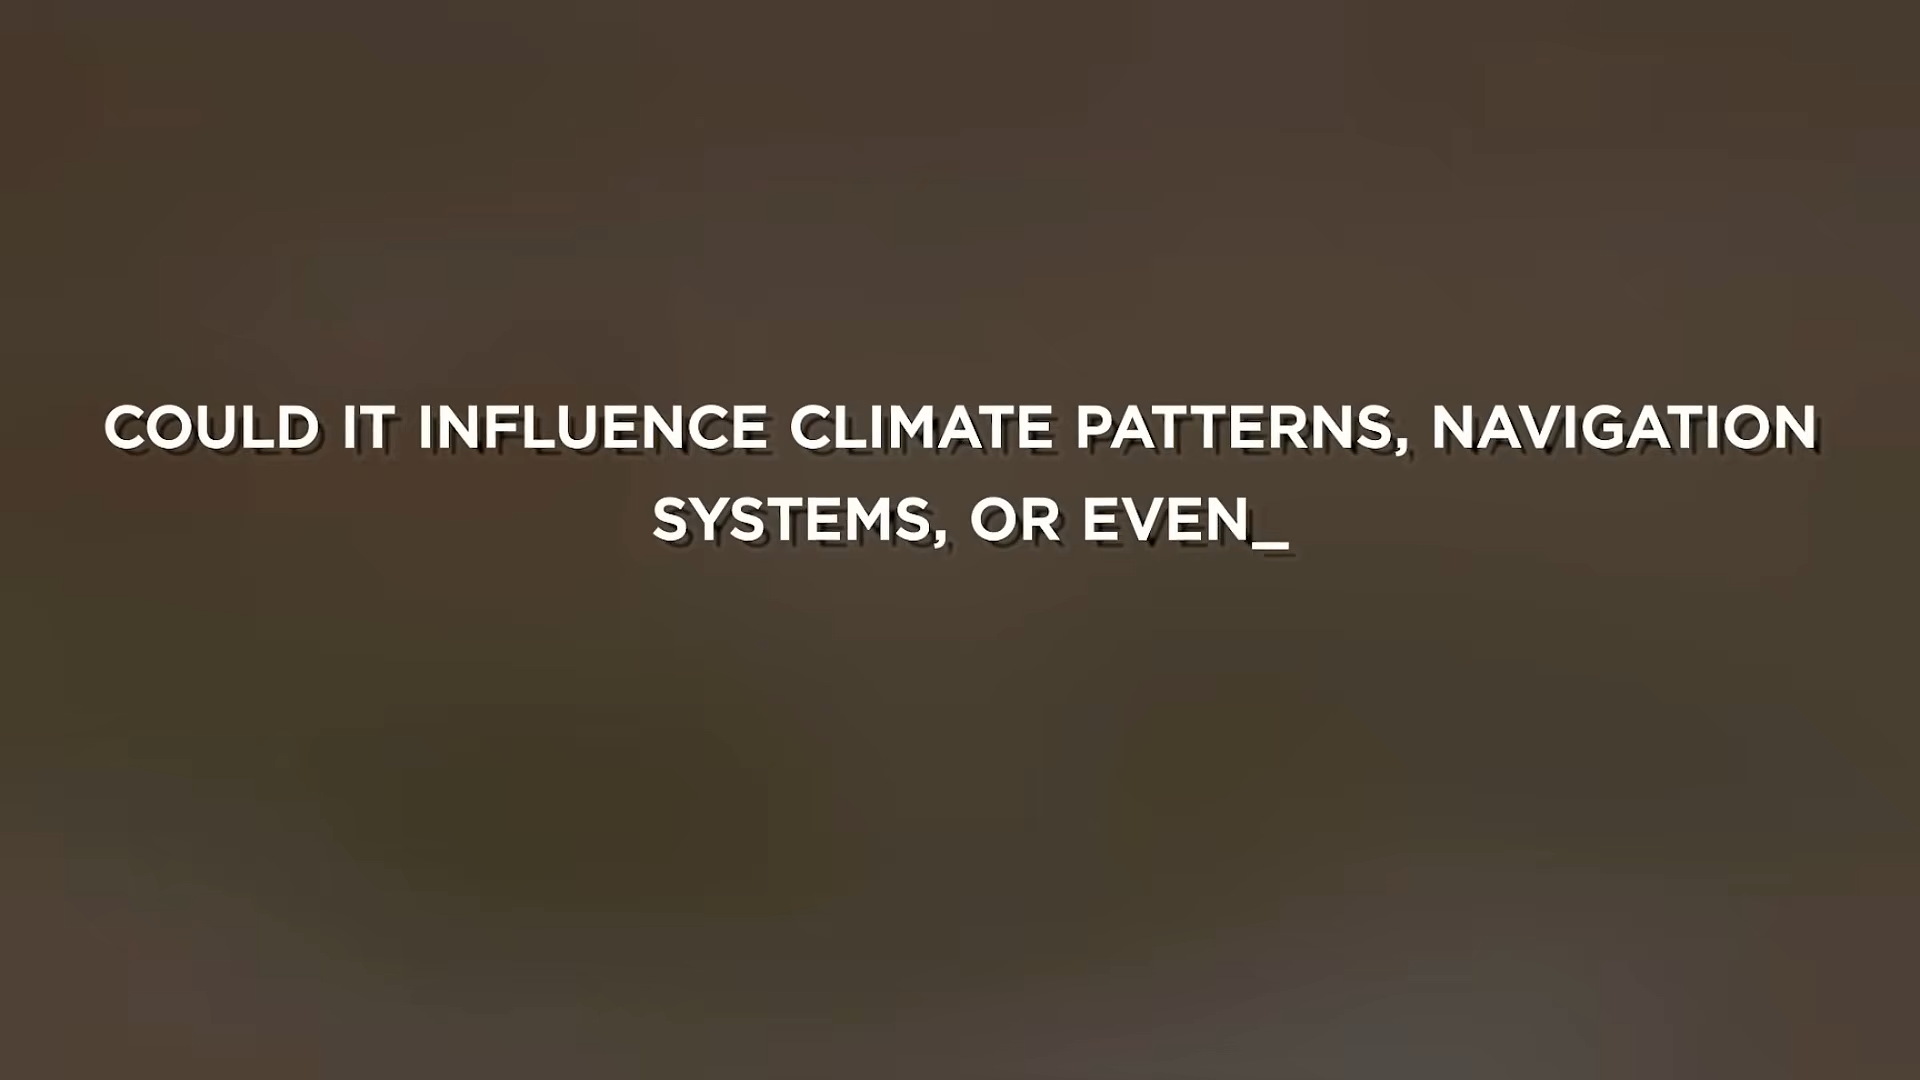 COULD IT INFLUENCE CLIMATE PATTERNS, NAVIGATION
SYSTEMS, OR EVEN_